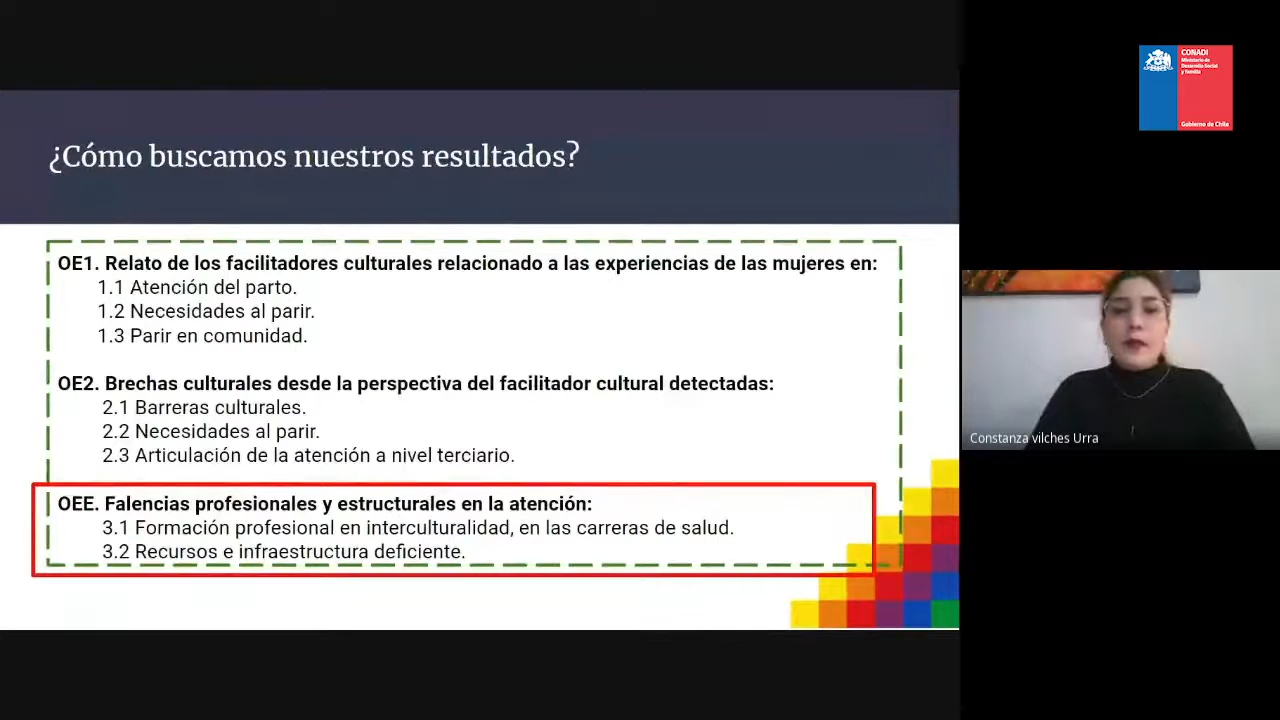 ¿Cómo buscamos nuestros resultados?
OE1. Relato de los facilitadores culturales relacionado a las experiencias de las mujeres en:
1.1 Atención del parto.
1.2 Necesidades al parir.
1.3 Parir en comunidad.
OE2. Brechas culturales desde la perspectiva del facilitador cultural detectadas:
2.1 Barreras culturales.
2.2 Necesidades al parir.
2.3 Articulación de la atención a nivel terciario.
OEE. Falencias profesionales y estructurales en la atención:
3.1 Formación profesional en interculturalidad, en las carreras de salud.
3.2 Recursos e infraestructura deficiente.
CONADI
Ministerio de
Desarrollo Social
y Familia
Gobierno de Chile
Constanza vilches Urra